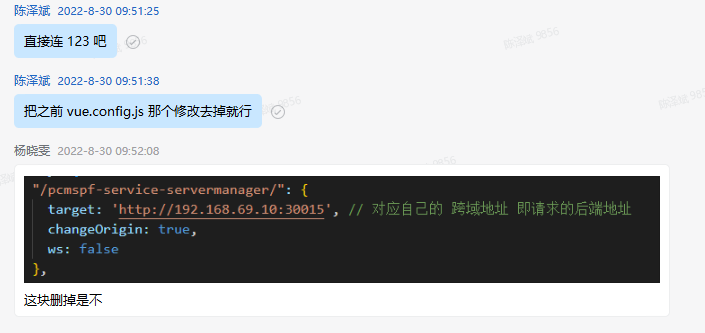 陈泽斌 2022-8-30 09:51:25
直接连 123 吧
陈泽斌 9856
陈泽斌 2022-8-30 09:51:38
把之前 vue.config.js 那个修改去掉就行
杨晓雯 2022-8-30 09:52:08
"/pcmspf-service-servermanager/": {
target: 'http://192.168.69.10:30015', // 对应自己的 跨域地址 即请求的后端地址
changeOrigin: true,
ws: false
},
这块删掉是不